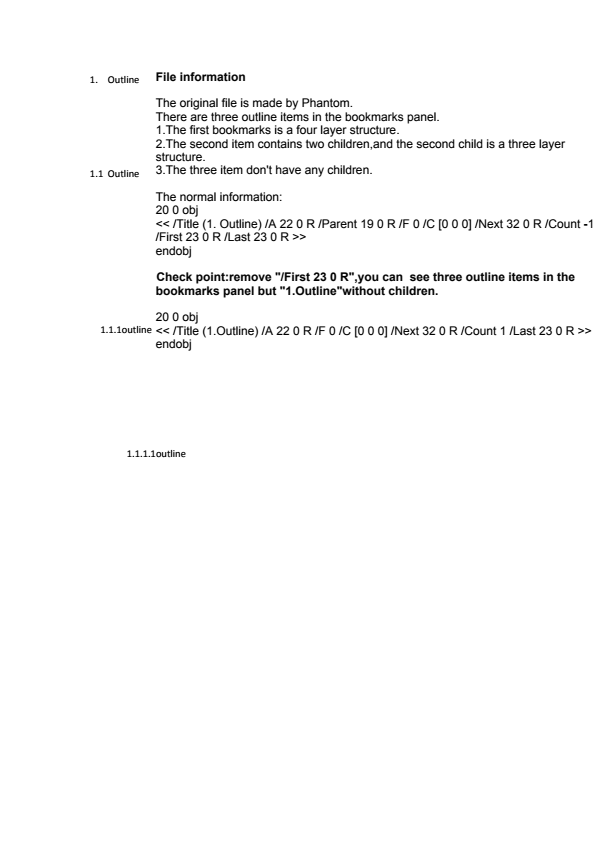 1. Outline
File information
The original file is made by Phantom.
There are three outline items in the bookmarks panel.
1.The first bookmarks is a four layer structure.
2.The second item contains two children,and the second child is a three layer
structure.
1.1 Outline
3.The three item don't have any children.
The normal information:
20 0 obj
<< /Title (1. Outline) /A 22 0 R /Parent 19 0 R /F 0 /C [0 0 0] /Next 32 0 R /Count -1
/First 23 0 R /Last 23 0 R >>
endobj
Check point:remove "/First 23 0 R",you can  see three outline items in the
bookmarks panel but "1.Outline"without children.
20 0 obj
1.1.1outline
<< /Title (1.Outline) /A 22 0 R /F 0 /C [0 0 0] /Next 32 0 R /Count 1 /Last 23 0 R >>
endobj
1.1.1.1outline